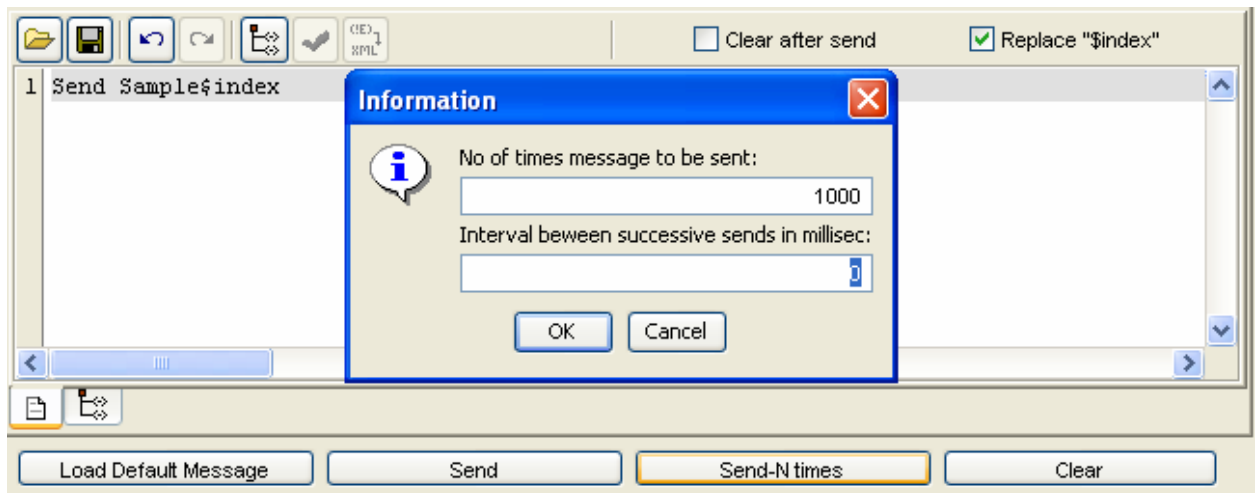 (!E)
XML
Clear after send
Replace "$index"
1 Send Sample$index
Information
No of times message to be sent:
1000
Interval beween successive sends in millisec:
0
OK
Cancel
Load Default Message
Send
Send-N times
Clear